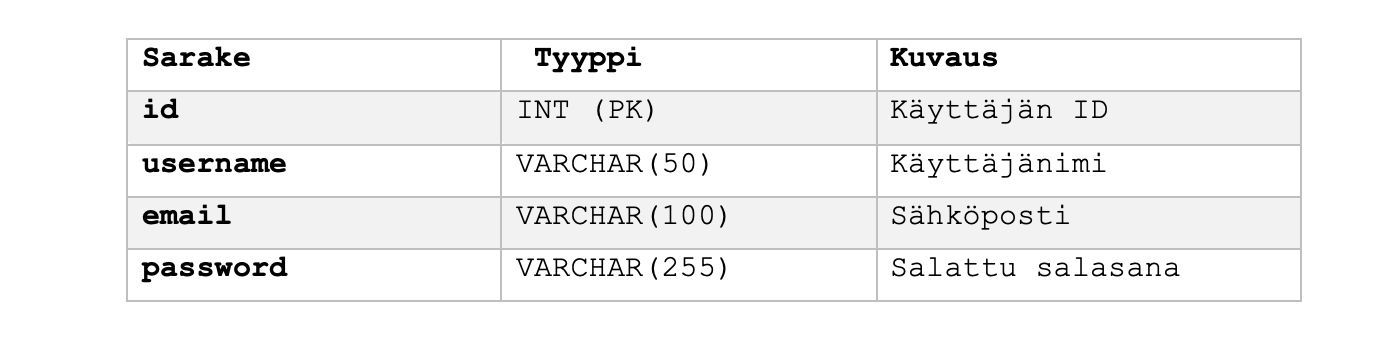 Sarake Tyyppi Kuvaus
id INT (PK) Käyttäjän ID
username VARCHAR(50) Käyttäjänimi
email VARCHAR(100) Sähköposti
password VARCHAR(255) Salattu salasana